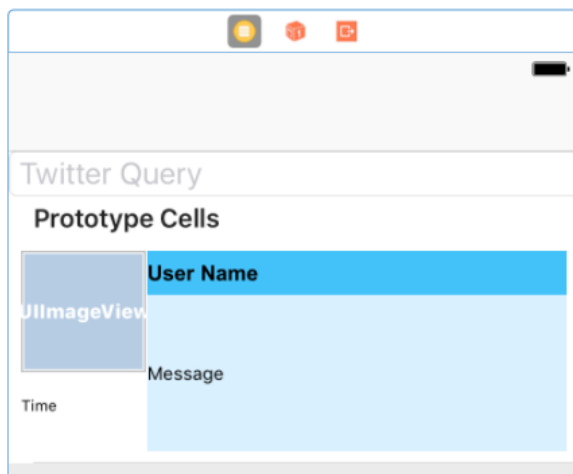 Twitter Query
Prototype Cells
User Name
UIImageView
Message
Time